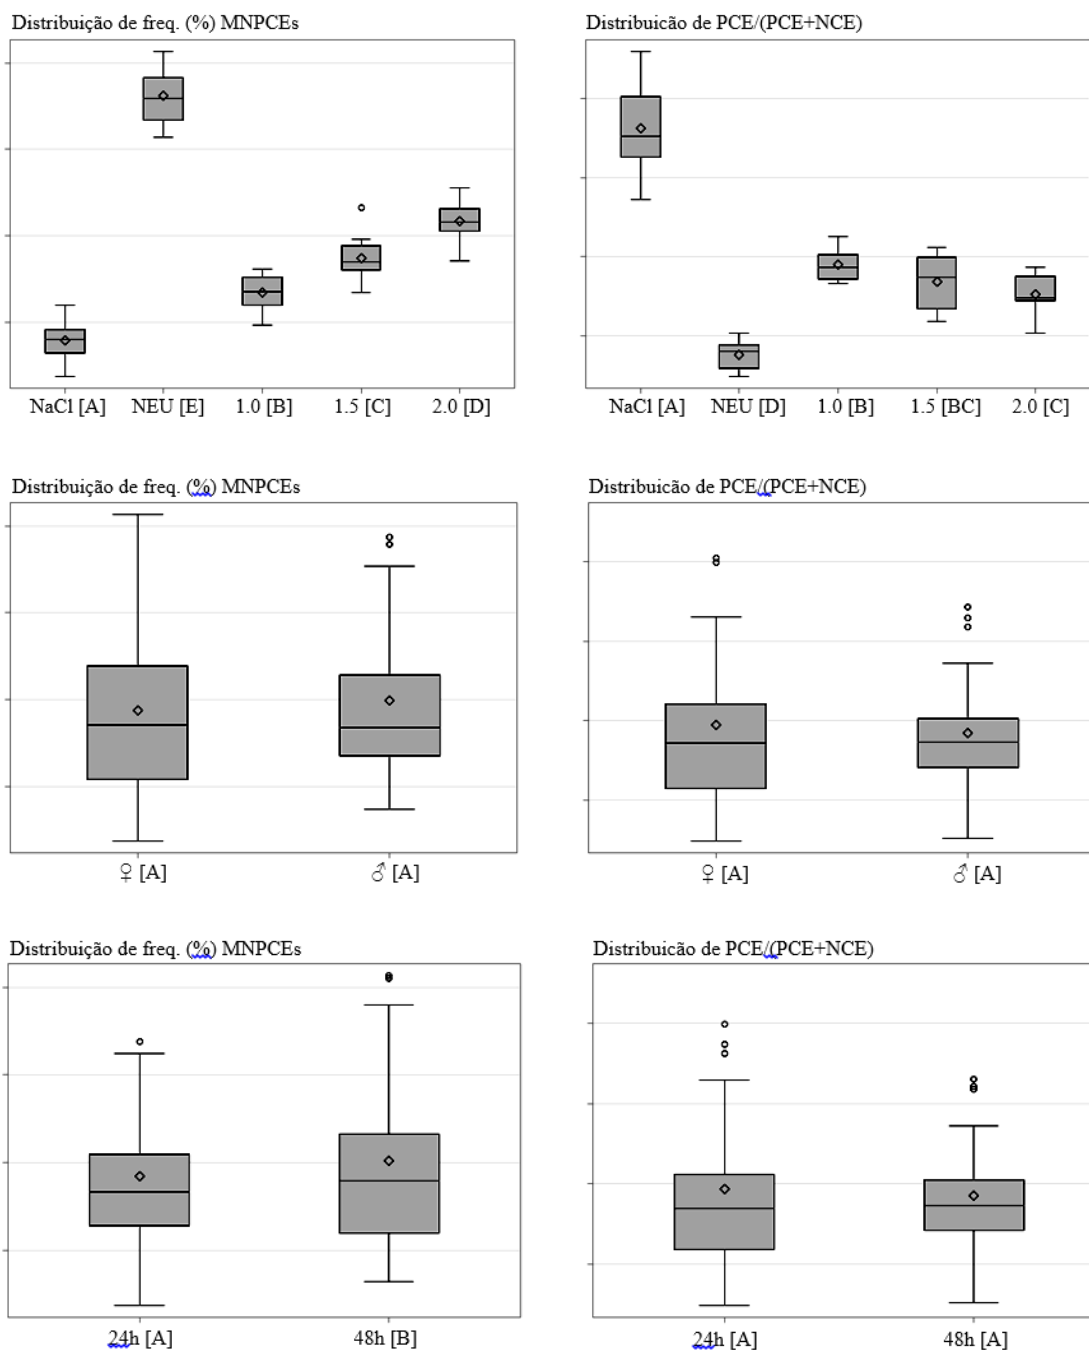 Distribuição de freq. (%) MNPCEs
Distribuicão de PCE/(PCE+NCE)
NaCl [A] NEU [E] 1.0 [B] 1.5 [C] 2.0 [D]
NaCl [A] NEU [D] 1.0 [B] 1.5 [BC] 2.0 [C]
Distribuição de freq. (%) MNPCEs
Distribuicão de PCE/(PCE+NCE)
♀ [A] ♂ [A]
♀ [A] ♂ [A]
Distribuição de freq. (%) MNPCEs
Distribuicão de PCE/(PCE+NCE)
24h [A] 48h [B]
24h [A] 48h [A]